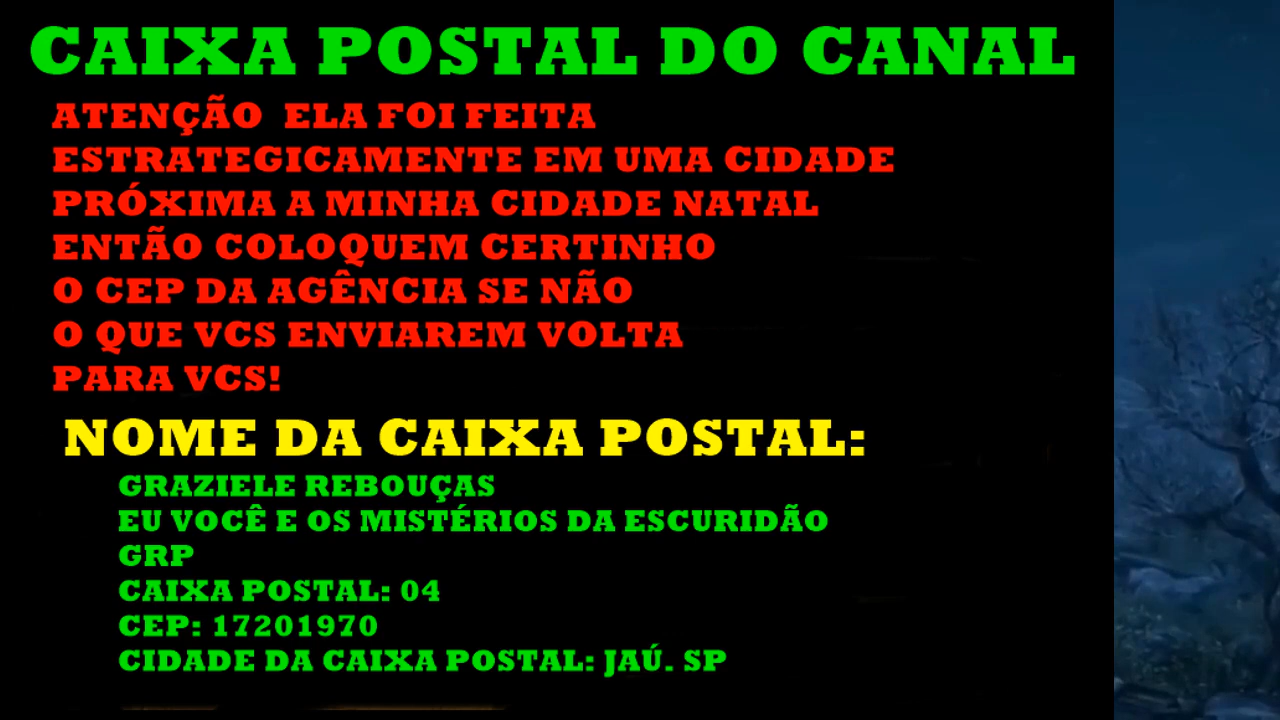 CAIXA POSTAL DO CANAL
ATENÇÃO ELA FOI FEITA
ESTRATEGICAMENTE EM UMA CIDADE
PRÓXIMA A MINHA CIDADE NATAL
ENTÃO COLOQUEM CERTINHO
O CEP DA AGÊNCIA SE NÃO
O QUE VCS ENVIAREM VOLTA
PARA VCS!
NOME DA CAIXA POSTAL:
GRAZIELE REBOUÇAS
EU VOCÊ E OS MISTÉRIOS DA ESCURIDÃO
GRP
CAIXA POSTAL: 04
CEP: 17201970
CIDADE DA CAIXA POSTAL: JAÚ. SP